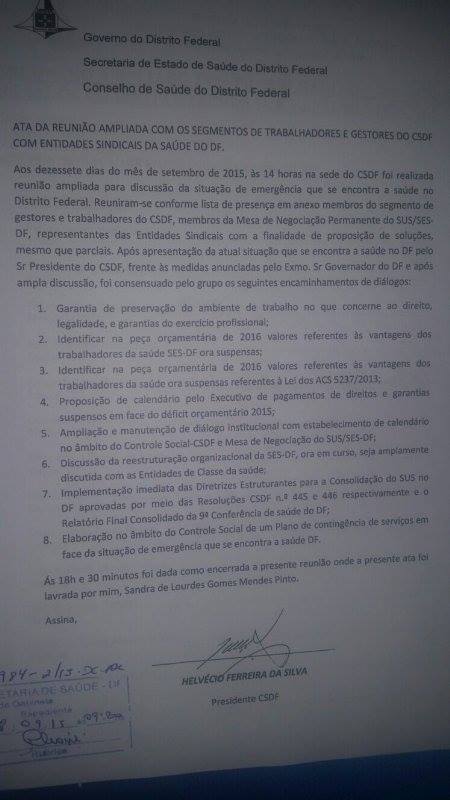 Governo do Distrito Federal
Secretaria de Estado de Saúde do Distrito Federal
Conselho de Saúde do Distrito Federal
ATA DA REUNIÃO AMPLIADA COM OS SEGMENTOS DE TRABALHADORES E GESTORES DO CSDF
COM ENTIDADES SINDICAIS DA SAÚDE DO DF.
Aos dezessete dias do mês de setembro de 2015, às 14 horas na sede do CSDF foi realizada
reunião ampliada para discussão da situação de emergência que se encontra a saúde no
Distrito Federal. Reuniram-se conforme lista de presença em anexo membros do segmento de
gestores e trabalhadores do CSDF, membros da Mesa de Negociação Permanente do SUS/SES-
DF, representantes das Entidades Sindicais com a finalidade de proposição de soluções,
mesmo que parciais. Após apresentação da atual situação que se encontra a saúde no DF pelo
Sr Presidente do CSDF, frente às medidas anunciadas pelo Exmo. Sr Governador do DF e após
ampla discussão, foi consensuado pelo grupo os seguintes encaminhamentos de diálogos:
1. Garantia de preservação do ambiente de trabalho no que concerne ao direito,
legalidade, e garantias do exercício profissional;
2. Identificar na peça orçamentária de 2016 valores referentes às vantagens dos
trabalhadores da saúde SES-DF ora suspensas;
3. Identificar na peça orçamentária de 2016 valores referentes às vantagens dos
trabalhadores da saúde ora suspensas referentes à Lei dos ACS 5237/2013;
4. Proposição de calendário pelo Executivo de pagamentos de direitos e garantias
suspensos em face do déficit orçamentário 2015;
5. Ampliação e manutenção de diálogo institucional com estabelecimento de calendário
no âmbito do Controle Social-CSDF e Mesa de Negociação do SUS/SES-DF;
6. Discussão da reestruturação organizacional da SES-DF, ora em curso, seja amplamente
discutida com as Entidades de Classe da saúde;
7. Implementação imediata das Diretrizes Estruturantes para a Consolidação do SUS no
DF aprovadas por meio das Resoluções CSDF n.º 445 e 446 respectivamente e o
Relatório Final Consolidado da 9ª Conferência de saúde do DF;
8. Elaboração no âmbito do Controle Social de um Plano de contingência de serviços em
face da situação de emergência que se encontra a saúde DF.
Ás 18h e 30 minutos foi dada como encerrada a presente reunião onde a presente ata foi
lavrada por mim, Sandra de Lourdes Gomes Mendes Pinto.
Assina,
HELVÉCIO FERREIRA DA SILVA
Presidente CSDF
ETARIA DE SAÚDE - DF
Expediente
Rubrica